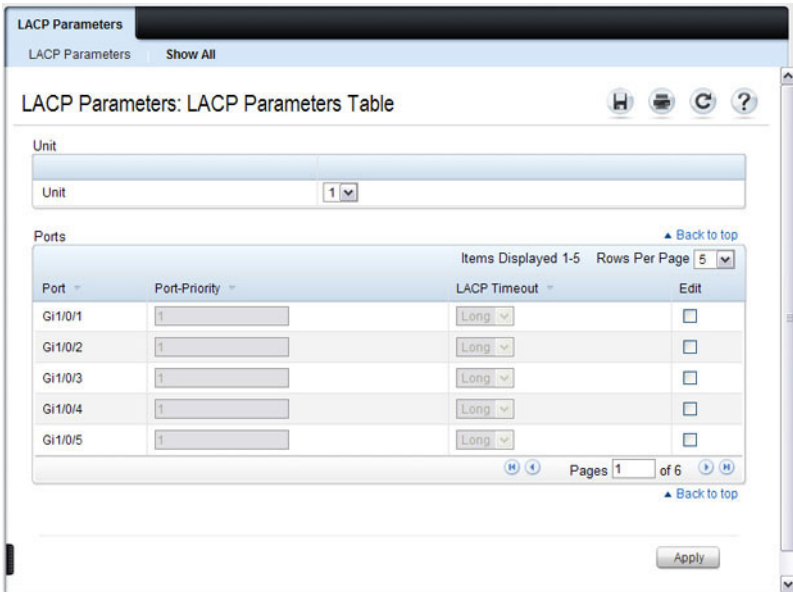 LACP Parameters
LACP Parameters Show All
LACP Parameters: LACP Parameters Table
?
Unit
Unit 1
Ports Back to top
Items Displayed 1-5 Rows Per Page 5
Port Port-Priority LACP Timeout Edit
Gi1/0/1 1 Long
Gi1/0/2 1 Long
Gi1/0/3 1 Long
Gi1/0/4 1 Long
Gi1/0/5 1 Long
Pages 1 of 6
Back to top
Apply